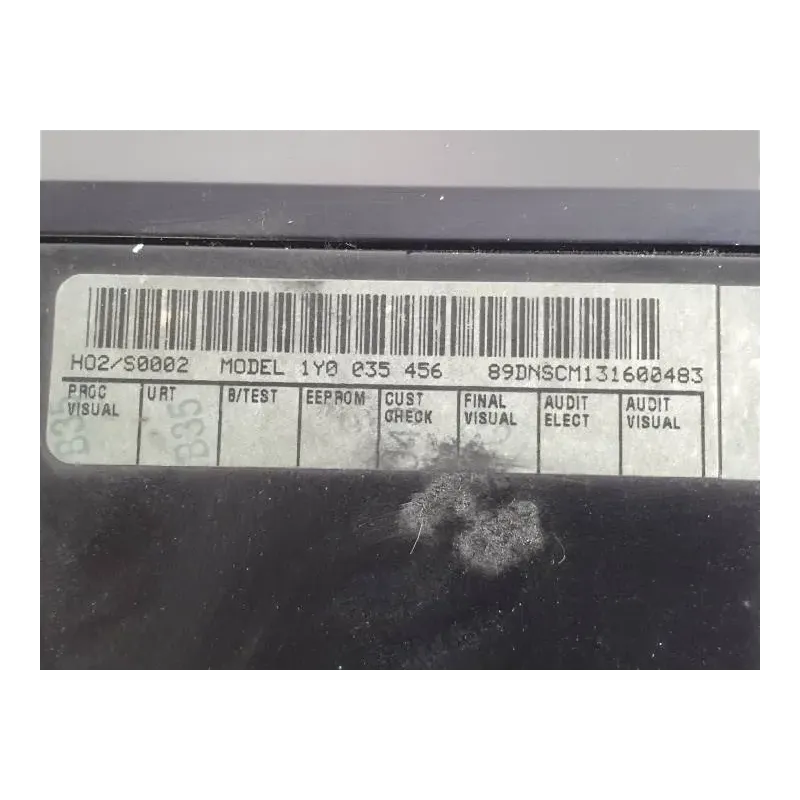 H02/S0002 MODEL 1Y0 035 456 89DNSCM131600483
PROC VISUAL
URT
B/TEST
EEPROM
CUST CHECK
FINAL VISUAL
AUDIT ELECT
AUDIT VISUAL
B35
B35